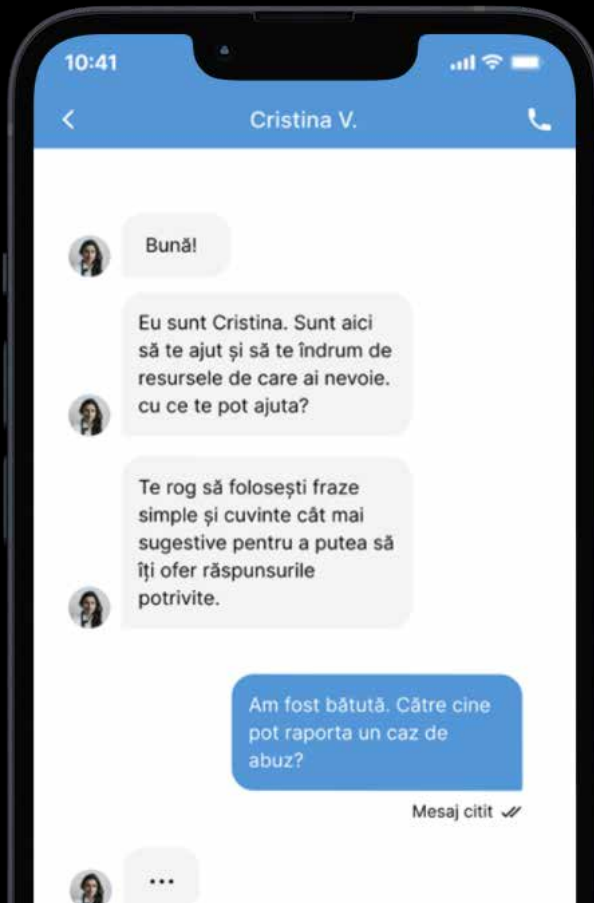 10:41
Cristina V.
Bună!
Eu sunt Cristina. Sunt aici
să te ajut și să te îndrum de
resursele de care ai nevoie.
cu ce te pot ajuta?
Te rog să folosești fraze
simple și cuvinte cât mai
sugestive pentru a putea să
îți ofer răspunsurile
potrivite.
Am fost bătută. Către cine
pot raporta un caz de
abuz?
Mesaj citit
...